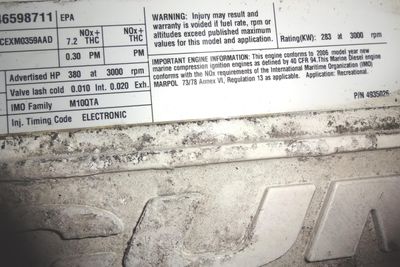 46598711 EPA
CEXM0359AAD NOx+ THC NOx+ THC
7.2
0.30 PM PM
Advertised HP 380 at 3000 rpm
Valve lash cold 0.010 Int. 0.020 Exh.
IMO Family M100TA
Inj. Timing Code ELECTRONIC
WARNING: Injury may result and
warranty is voided if fuel rate, rpm or
altitudes exceed published maximum
values for this model and application.
Rating(KW): 283 at 3000 rpm
IMPORTANT ENGINE INFORMATION: This engine conforms to 2006 model year new
marine compression ignition engines as defined by 40 CFR 94. This Marine Diesel engine
conforms with the NOx requirements of the International Maritime Organization (IMO)
MARPOL 73/78 Annex VI, Regulation 13 as applicable. Application: Recreational.
P/N 4935026
CUM